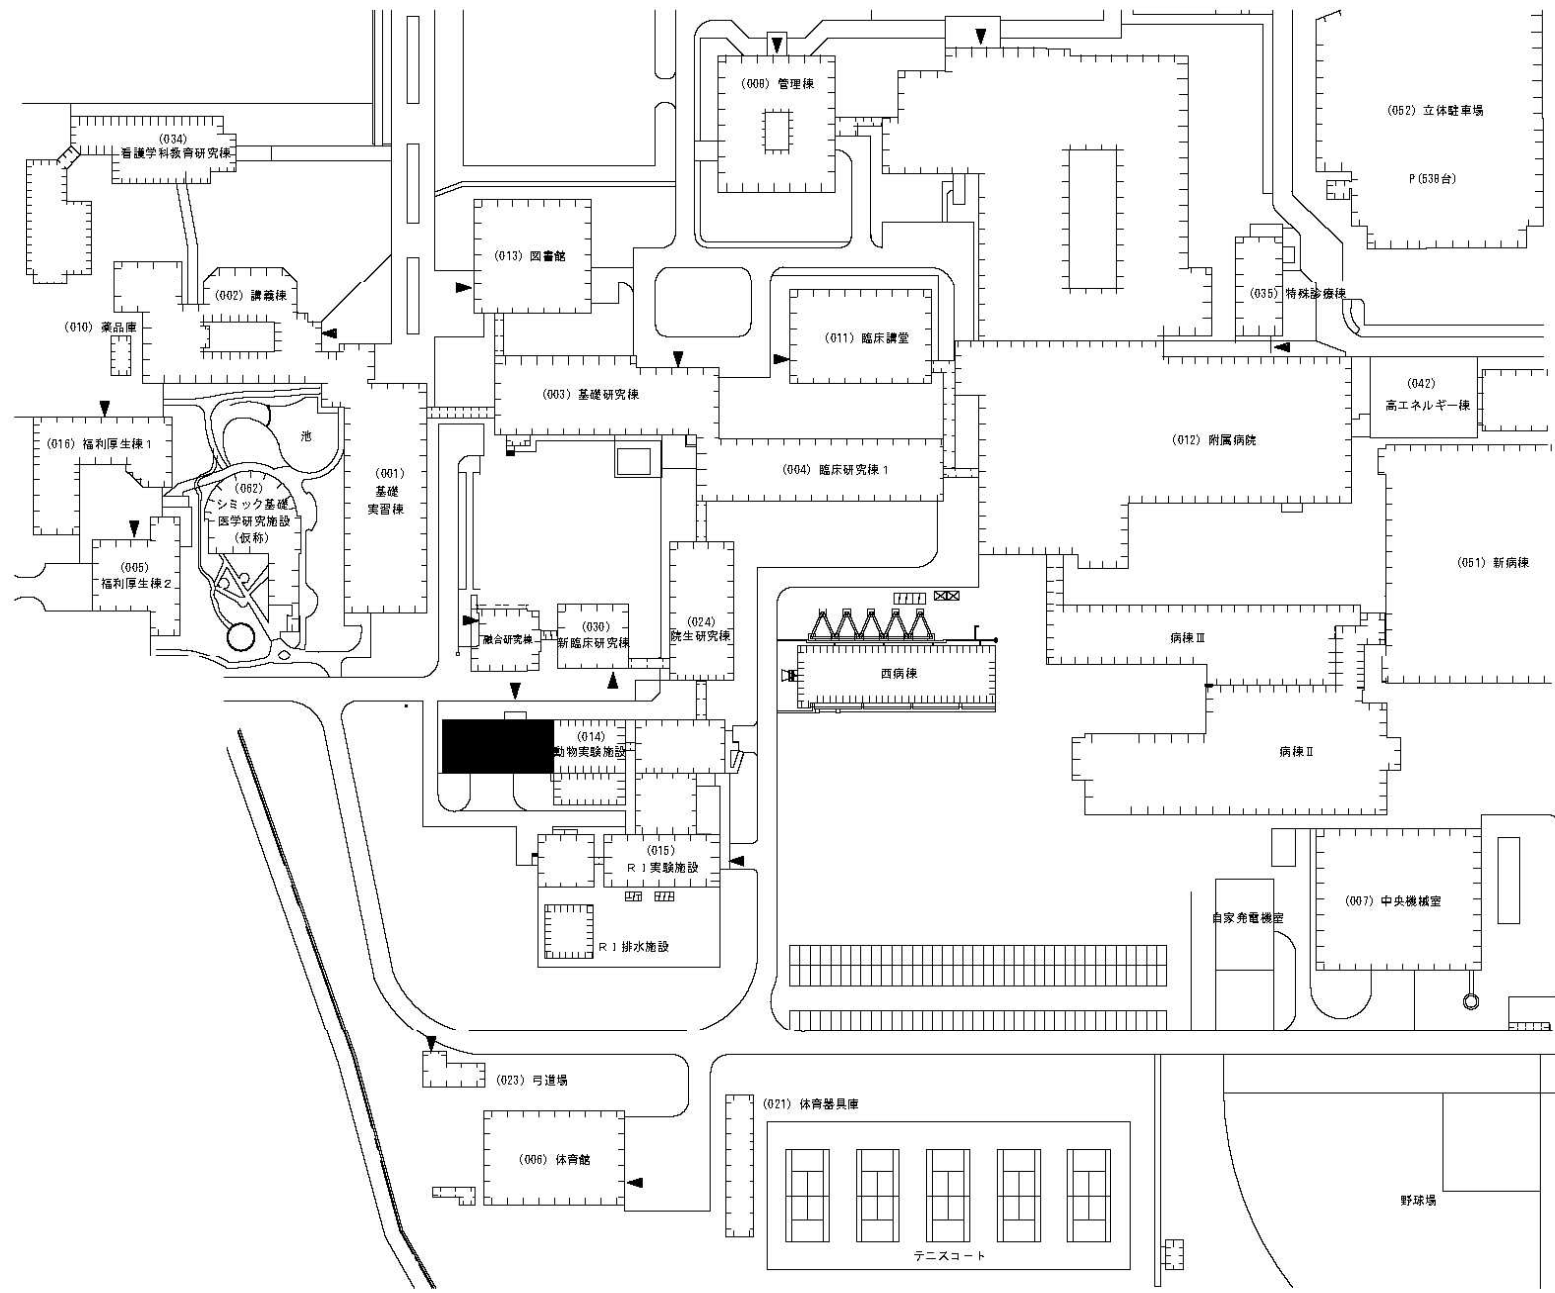 (008) 管理棟
(052) 立体駐車場
P(538台)
(034)
看護学科教育研究棟
(013) 図書館
(002) 講義棟
(035) 特殊診療棟
(010) 薬品庫
(011) 臨床講堂
(003) 基礎研究棟
(042)
高エネルギー棟
(016) 福利厚生棟1
池
(012) 附属病院
(001)
基礎
実習棟
(004) 臨床研究棟1
(062)
シミック基礎
医学研究施設
(仮称)
(005)
福利厚生棟2
(051) 新病棟
融合研究棟
(030)
新臨床研究棟
(024)
院生研究棟
病棟Ⅲ
西病棟
(014)
動物実験施設
病棟Ⅱ
(015)
RI実験施設
(007) 中央機械室
自家発電機室
RI排水施設
(023) 弓道場
(021) 体育器具庫
(006) 体育館
野球場
テニスコート